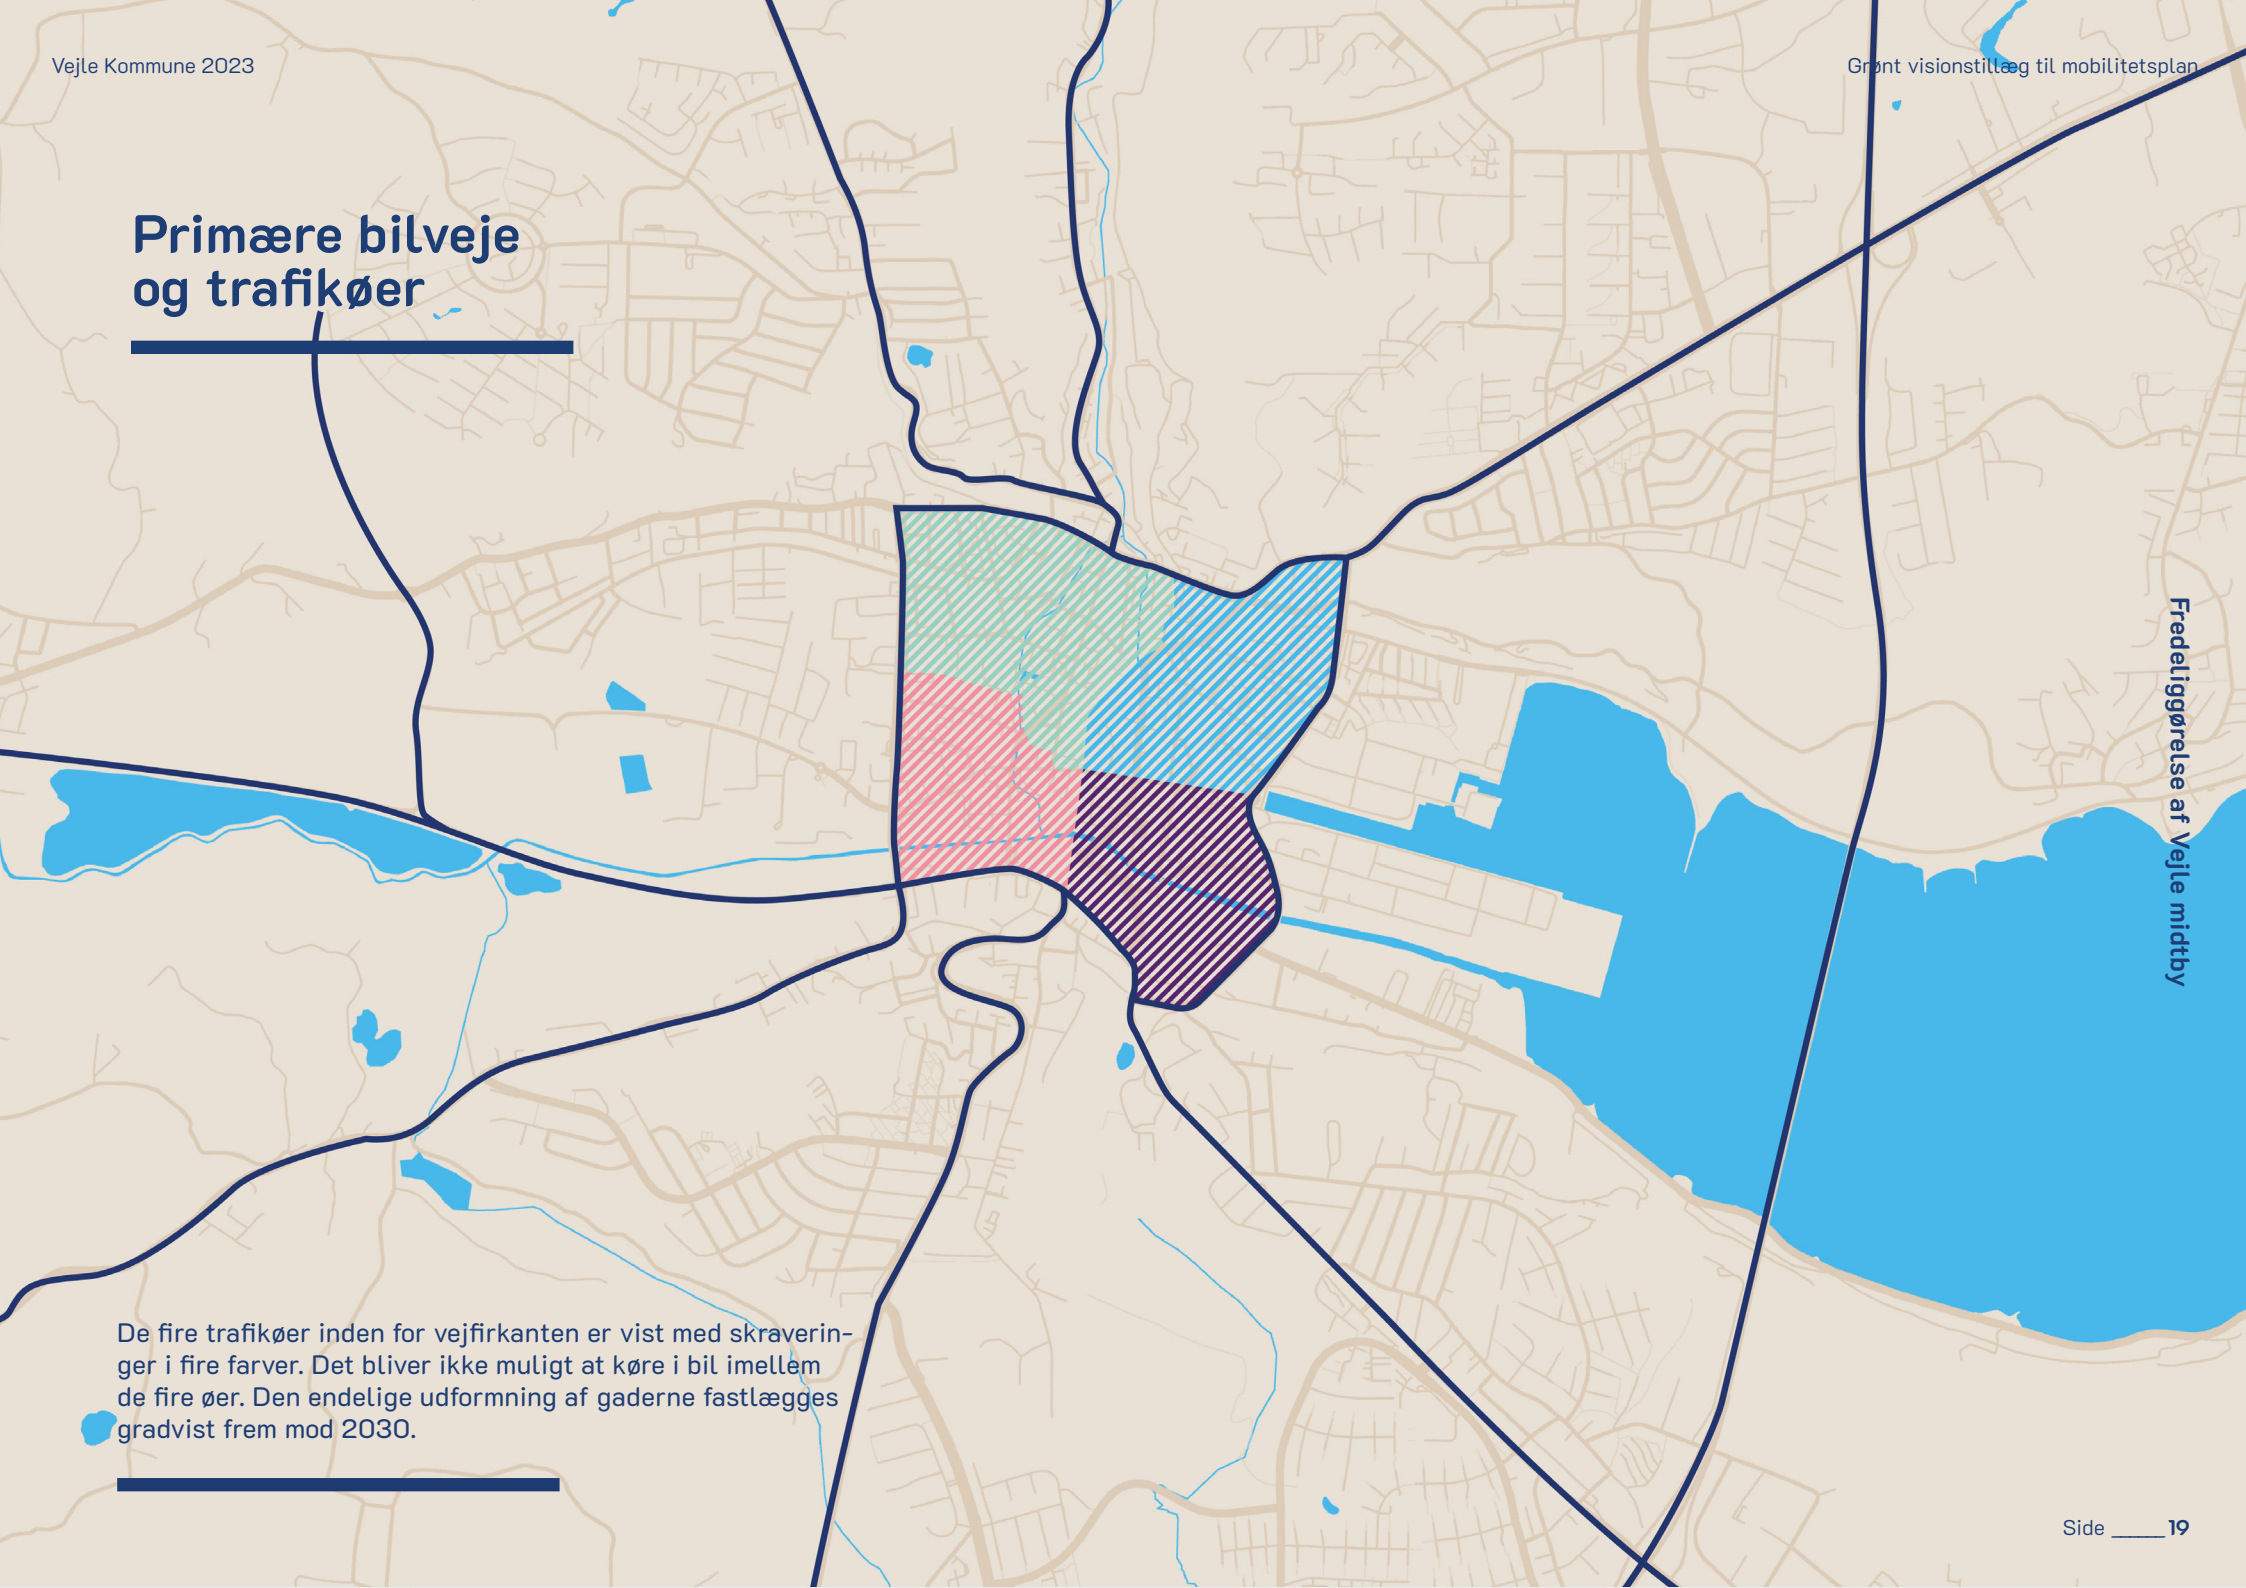 Vejle Kommune 2023
Grønt visionstillæg til mobilitetsplan
Primære bilveje
og trafikøer
Fredeliggørelse af Vejle midtby
De fire trafikøer inden for vejfirkanten er vist med skraverin-
ger i fire farver. Det bliver ikke muligt at køre i bil imellem
de fire øer. Den endelige udformning af gaderne fastlægges
gradvist frem mod 2030.
Side ______ 19